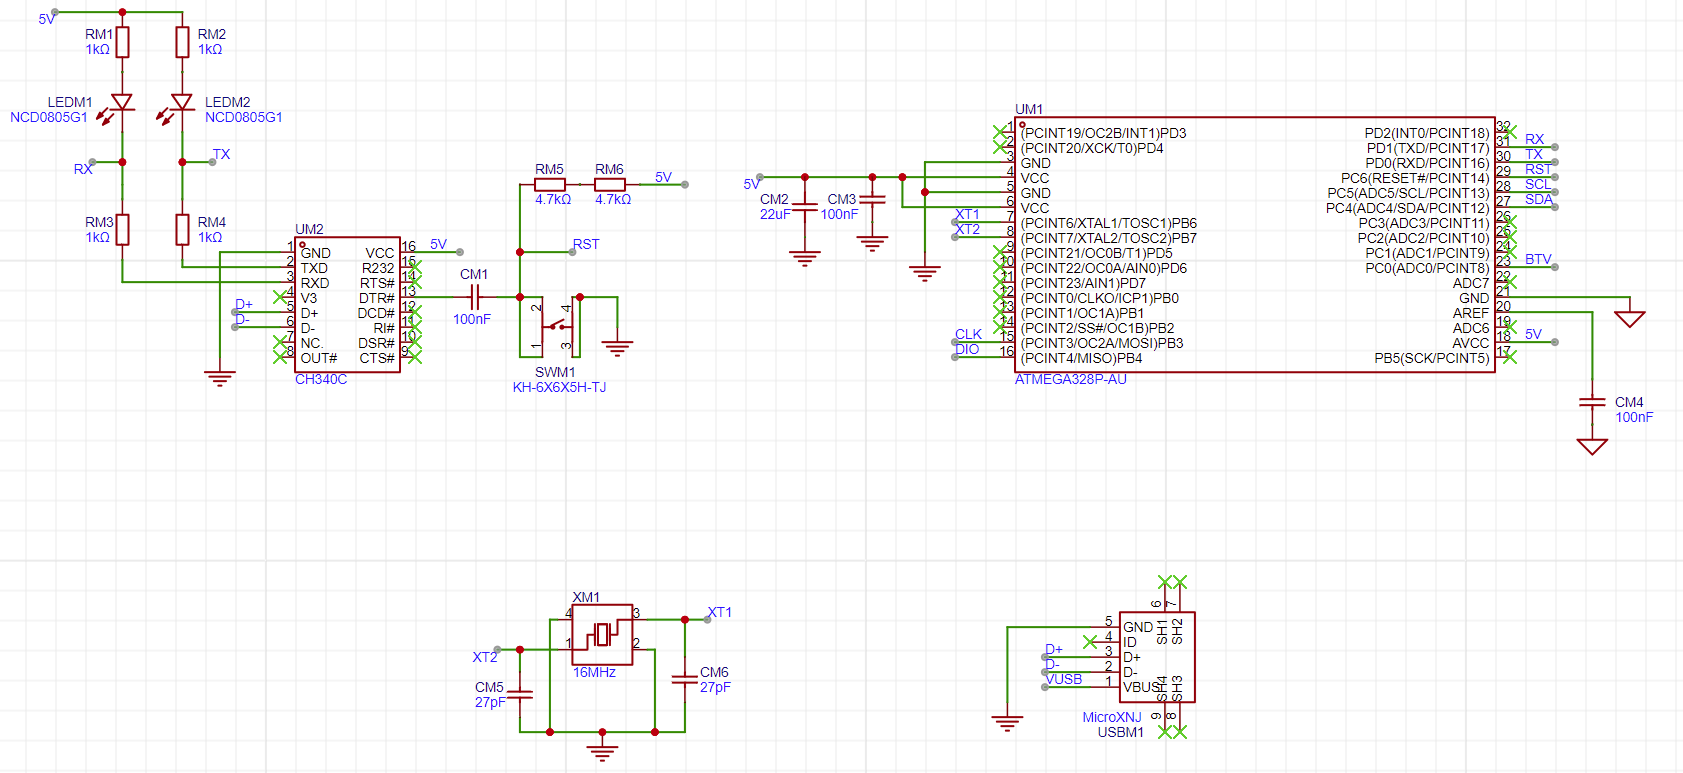 5V
RM1
1kΩ
RM2
1kΩ
LEDM1
NCD0805G1
LEDM2
NCD0805G1
RX
TX
RM3
1kΩ
RM4
1kΩ
UM2
1 GND
2 TXD
3 RXD
4 V3
5 D+
6 D-
7 NC.
8 OUT#
VCC 16
R232 15
RTS# 14
DTR# 13
DCD# 12
RI# 11
DSR# 10
CTS# 9
CH340C
D+
D-
5V
CM1
100nF
RM5
4.7kΩ
RM6
4.7kΩ
5V
RST
2
4
1
3
SWM1
KH-6X6X5H-TJ
5V
CM2
22uF
CM3
100nF
XT1
XT2
CLK
DIO
UM1
1 (PCINT19/OC2B/INT1)PD3
2 (PCINT20/XCK/T0)PD4
3 GND
4 VCC
5 GND
6 VCC
7 (PCINT6/XTAL1/TOSC1)PB6
8 (PCINT7/XTAL2/TOSC2)PB7
9 (PCINT21/OC0B/T1)PD5
10 (PCINT22/OC0A/AIN0)PD6
11 (PCINT23/AIN1)PD7
12 (PCINT0/CLKO/ICP1)PB0
13 (PCINT1/OC1A)PB1
14 (PCINT2/SS#/OC1B)PB2
15 (PCINT3/OC2A/MOSI)PB3
16 (PCINT4/MISO)PB4
PD2(INT0/PCINT18) 32
PD1(TXD/PCINT17) 31
PD0(RXD/PCINT16) 30
PC6(RESET#/PCINT14) 29
PC5(ADC5/SCL/PCINT13) 28
PC4(ADC4/SDA/PCINT12) 27
PC3(ADC3/PCINT11) 26
PC2(ADC2/PCINT10) 25
PC1(ADC1/PCINT9) 24
PC0(ADC0/PCINT8) 23
ADC7 22
GND 21
AREF 20
ADC6 19
AVCC 18
PB5(SCK/PCINT5) 17
ATMEGA328P-AU
RX
TX
RST
SCL
SDA
BTV
5V
CM4
100nF
XM1
4
3
1
2
16MHz
XT1
XT2
CM5
27pF
CM6
27pF
6
7
SH1
SH2
5 GND
4 ID
3 D+
2 D-
1 VBUS
SH4
SH3
9
8
D+
D-
VUSB
MicroXNJ
USBM1